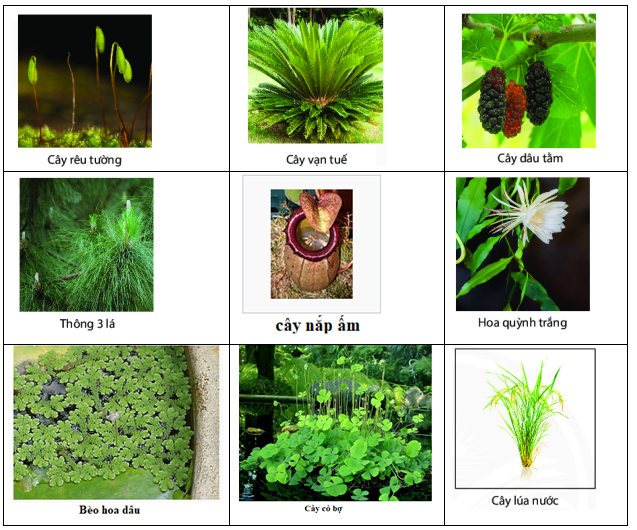 Cây rêu tường
Cây vạn tuế
Cây dâu tằm
Thông 3 lá
cây nắp ấm
Hoa quỳnh trắng
Bèo hoa dâu
Cây cỏ bợ
Cây lúa nước